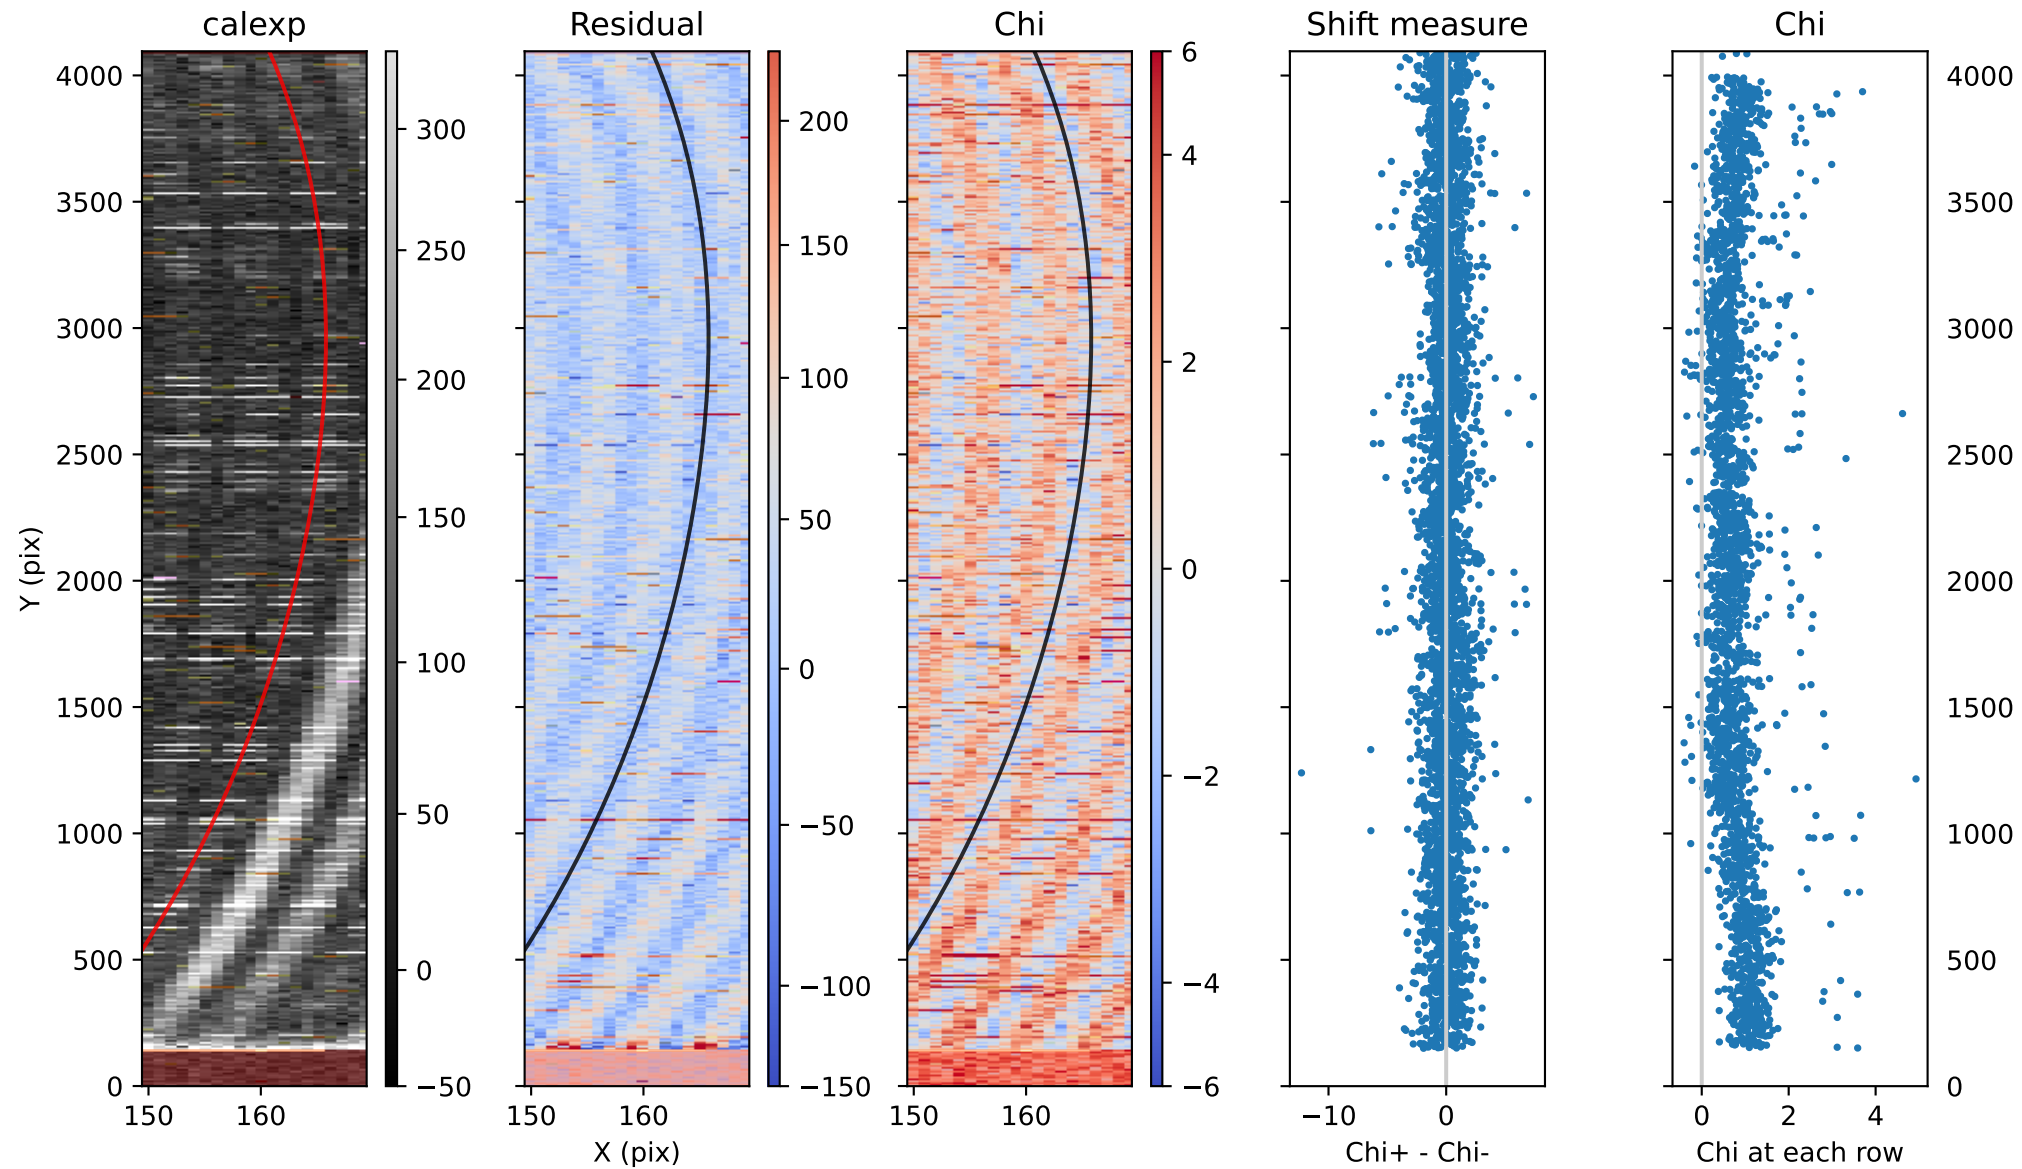 calexp Residual Chi Shift measure Chi
4000 300 200 6 4000
3500 250 150 4 3500
3000 200 100 2 3000
2500 150 50 0 2500
2000 100 0 −2 2000
1500 50 −50 −4 1500
1000 0 −100 −6 1000
500 −50 −150 500
0 0
Y (pix)
150 160 150 160 150 160 −10 0 0 2 4
X (pix) Chi+ - Chi- Chi at each row